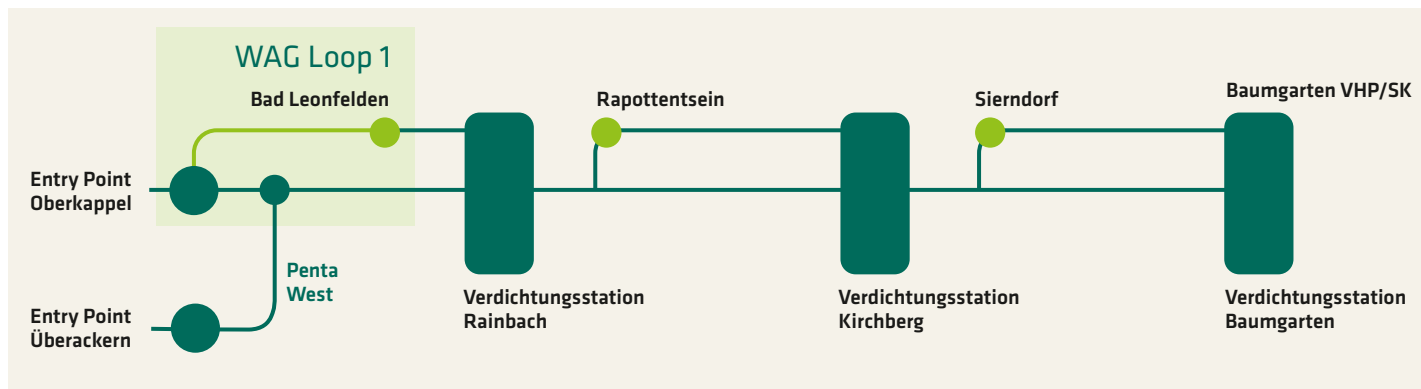 WAG Loop 1
Bad Leonfelden
Rapottentsein
Sierndorf
Baumgarten VHP/SK
Entry Point
Oberkappel
Penta
West
Entry Point
Überackern
Verdichtungsstation
Rainbach
Verdichtungsstation
Kirchberg
Verdichtungsstation
Baumgarten